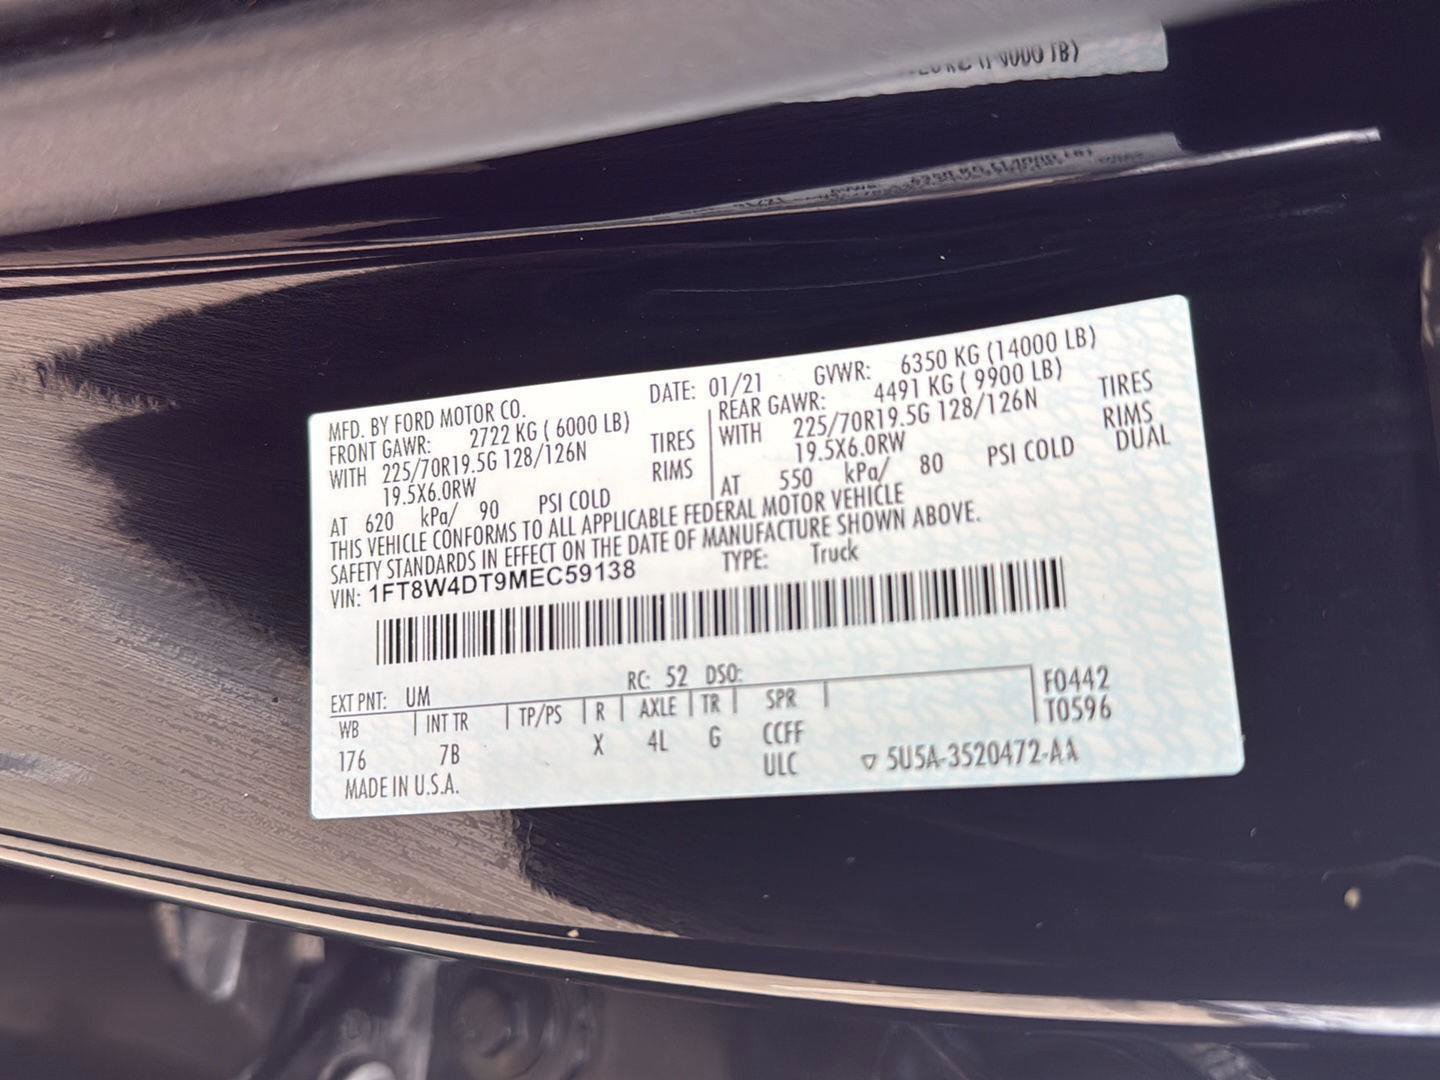 MFD. BY FORD MOTOR CO. DATE: 01/21 GVWR: 6350 KG (14000 LB)
FRONT GAWR: 2722 KG ( 6000 LB)
WITH 225/70R19.5G 128/126N TIRES
19.5X6.0RW RIMS
AT 620 kPa/ 90 PSI COLD
REAR GAWR: 4491 KG ( 9900 LB)
WITH 225/70R19.5G 128/126N TIRES
19.5X6.0RW RIMS
AT 550 kPa/ 80 PSI COLD DUAL
THIS VEHICLE CONFORMS TO ALL APPLICABLE FEDERAL MOTOR VEHICLE
SAFETY STANDARDS IN EFFECT ON THE DATE OF MANUFACTURE SHOWN ABOVE.
VIN: 1FT8W4DT9MEC59138 TYPE: Truck
EXT PNT: UM RC: 52 DSO:
WB INT TR TP/PS R AXLE TR SPR F0442
T0596
176 7B X 4L G CCFF
ULC ▽ 5U5A-3520472-AA
MADE IN U.S.A.